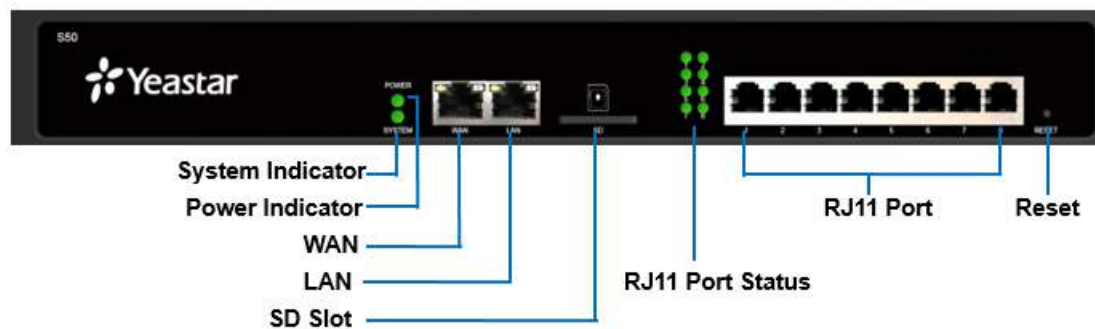 S50
Yeastar
POWER
SYSTEM
WAN
LAN
SD
1 2 3 4 5 6 7 8
RESET
System Indicator
Power Indicator
WAN
LAN
SD Slot
RJ11 Port Status
RJ11 Port
Reset